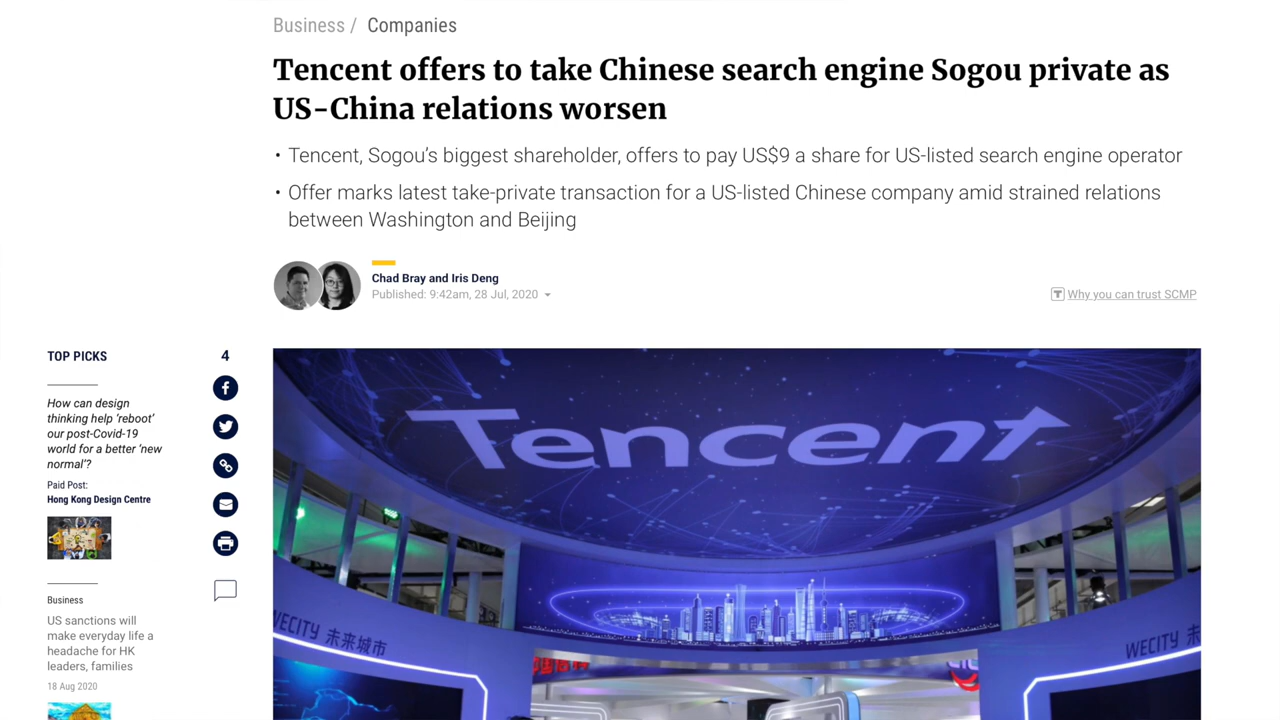 Business / Companies
Tencent offers to take Chinese search engine Sogou private as
US-China relations worsen
• Tencent, Sogou's biggest shareholder, offers to pay US$9 a share for US-listed search engine operator
• Offer marks latest take-private transaction for a US-listed Chinese company amid strained relations
between Washington and Beijing
Chad Bray and Iris Deng
Published: 9:42am, 28 Jul, 2020
Why you can trust SCMP
TOP PICKS
4
How can design
thinking help ‘reboot’
our post-Covid-19
world for a better ‘new
normal’?
Paid Post:
Hong Kong Design Centre
Business
US sanctions will
make everyday life a
headache for HK
leaders, families
18 Aug 2020
Tencent
WECITY 未来城市
WECITY 未